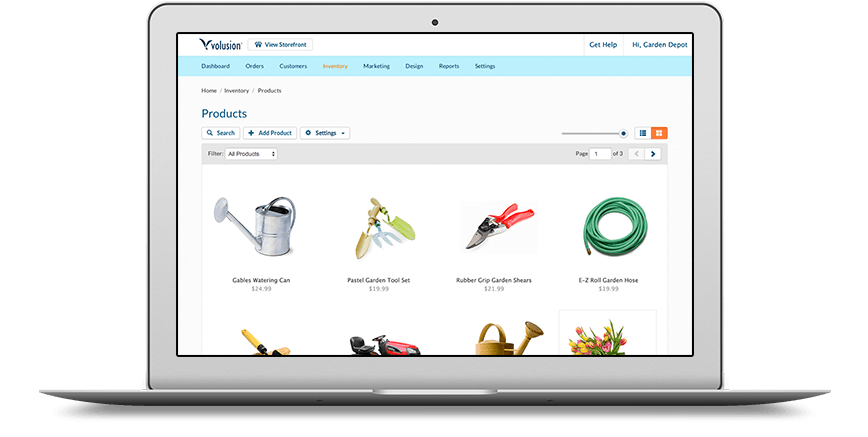 volusion
View Storefront
Get Help
Hi, Garden Depot
Dashboard Orders Customers Inventory Marketing Design Reports Settings
Home / Inventory / Products
Products
Search Add Product Settings
Filter: All Products Page 1 of 3
Gables Watering Can Pastel Garden Tool Set Rubber Grip Garden Shears E-Z Roll Garden Hose
$24.99 $19.99 $21.99 $19.99